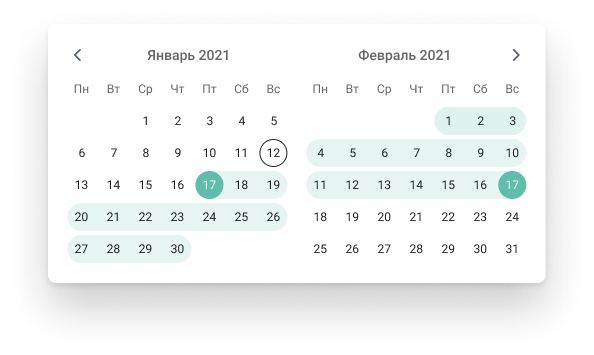 Январь 2021
Пн Вт Ср Чт Пт Сб Вс
1 2 3 4 5
6 7 8 9 10 11 12
13 14 15 16 17 18 19
20 21 22 23 24 25 26
27 28 29 30
Февраль 2021
Пн Вт Ср Чт Пт Сб Вс
1 2 3
4 5 6 7 8 9 10
11 12 13 14 15 16 17
18 19 20 21 22 23 24
25 26 27 28 29 30 31